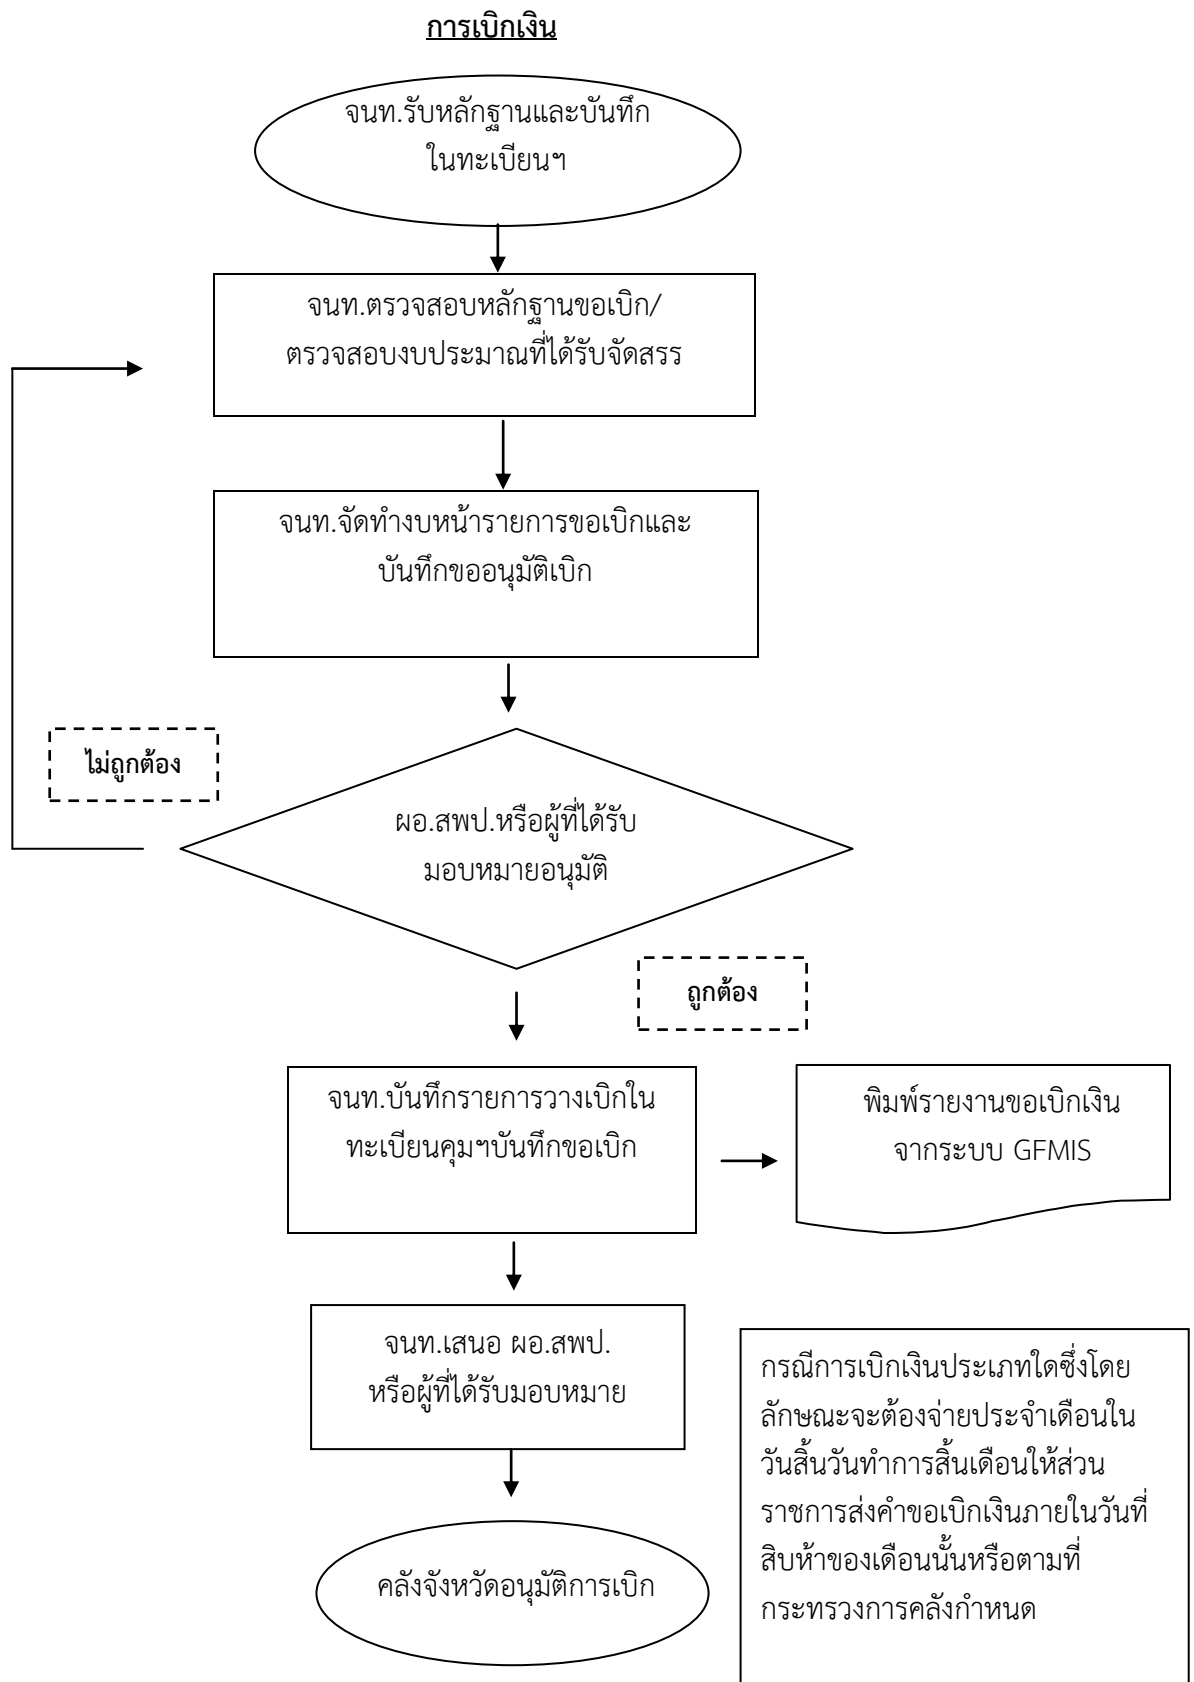 การเบิกเงิน
จนท.รับหลักฐานและบันทึก
ในทะเบียนฯ
จนท.ตรวจสอบหลักฐานขอเบิก/
ตรวจสอบงบประมาณที่ได้รับจัดสรร
จนท.จัดทำงบหน้ารายการขอเบิกและ
บันทึกขออนุมัติเบิก
ไม่ถูกต้อง
ผอ.สพป.หรือผู้ที่ได้รับ
มอบหมายอนุมัติ
ถูกต้อง
จนท.บันทึกรายการวางเบิกใน
ทะเบียนคุมฯบันทึกขอเบิก
พิมพ์รายงานขอเบิกเงิน
จากระบบ GFMIS
จนท.เสนอ ผอ.สพป.
หรือผู้ที่ได้รับมอบหมาย
กรณีการเบิกเงินประเภทใดซึ่งโดย
ลักษณะจะต้องจ่ายประจำเดือนใน
วันสิ้นวันทำการสิ้นเดือนให้ส่วน
ราชการส่งคำขอเบิกเงินภายในวันที่
สิบห้าของเดือนนั้นหรือตามที่
กระทรวงการคลังกำหนด
คลังจังหวัดอนุมัติการเบิก